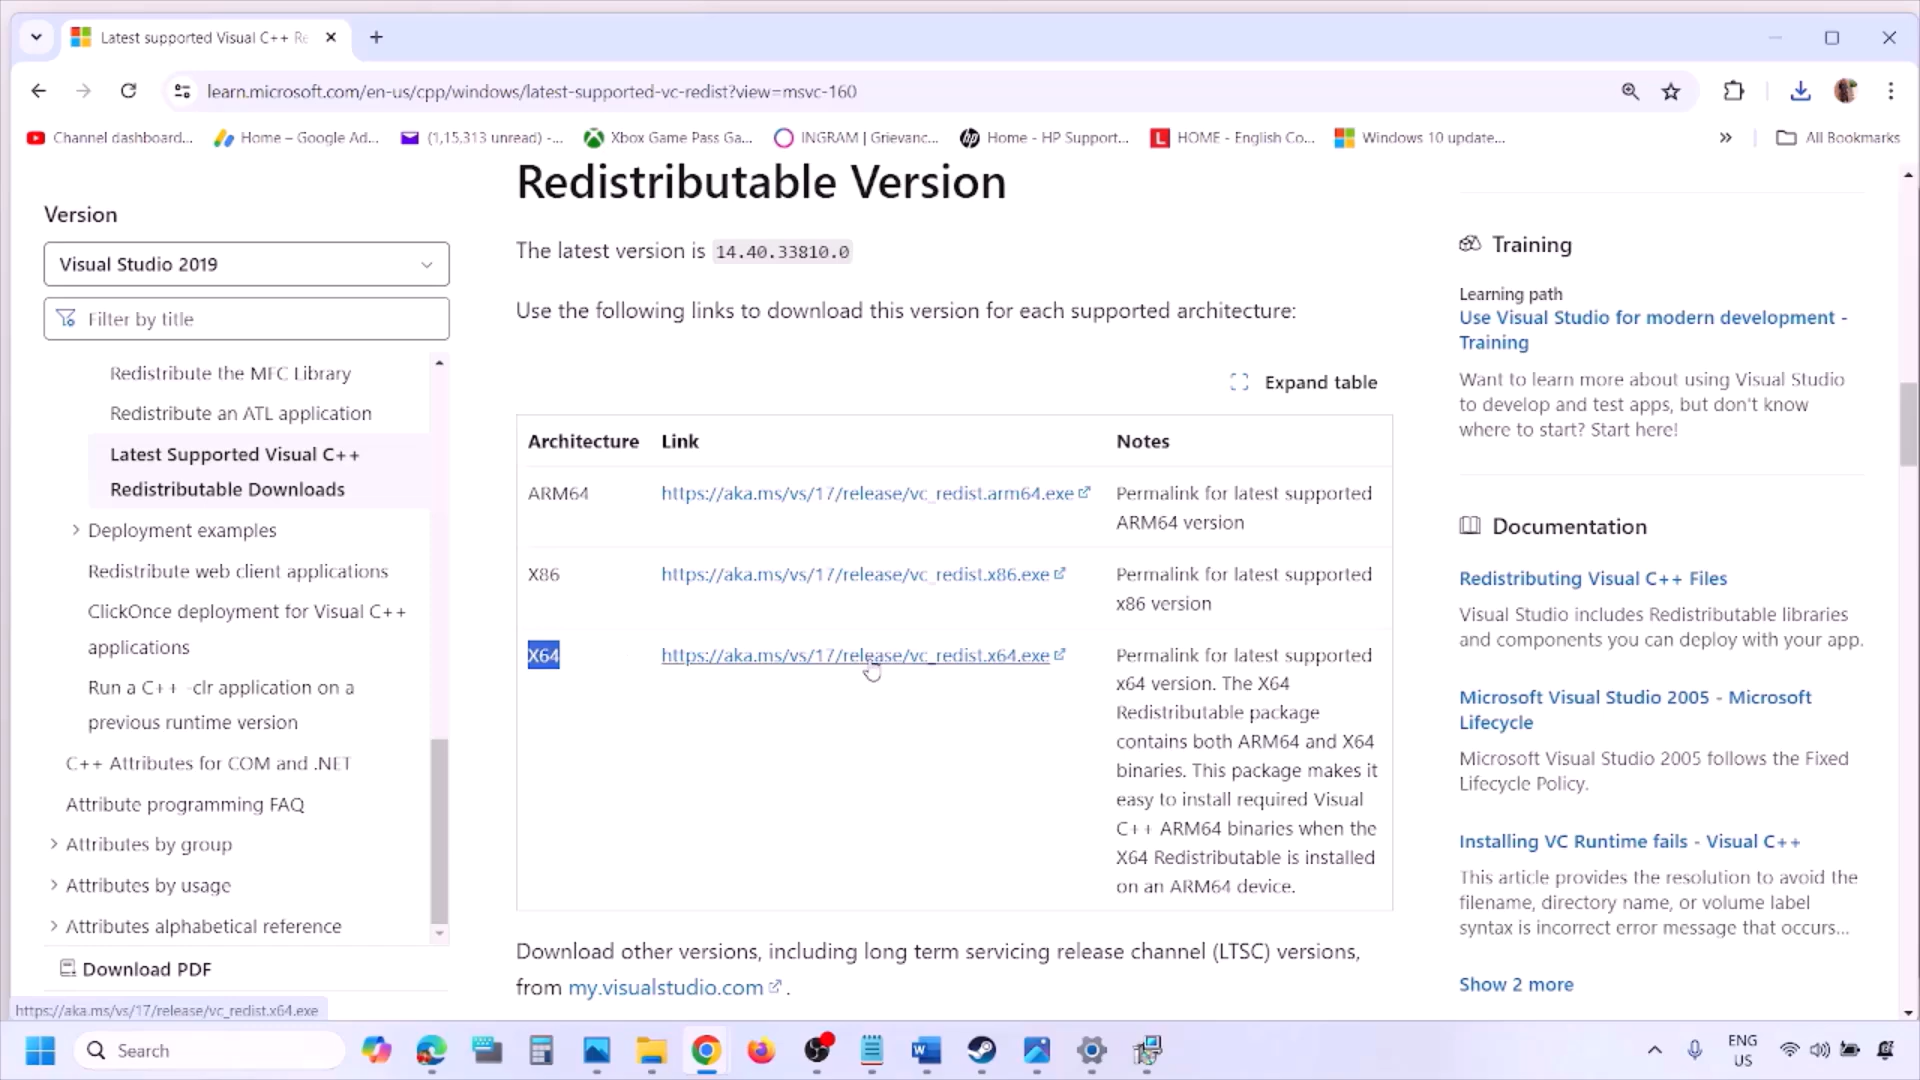 Latest supported Visual C++ Re
learn.microsoft.com/en-us/cpp/windows/latest-supported-vc-redist?view=msvc-160
Channel dashboard...
Home – Google Ad...
(1,15,313 unread) -...
Xbox Game Pass Ga...
INGRAM | Grievanc...
Home - HP Support...
HOME - English Co...
Windows 10 update...
All Bookmarks
Version
Visual Studio 2019
Filter by title
Redistribute the MFC Library
Redistribute an ATL application
Latest Supported Visual C++
Redistributable Downloads
Deployment examples
Redistribute web client applications
ClickOnce deployment for Visual C++
applications
Run a C++ -clr application on a
previous runtime version
C++ Attributes for COM and .NET
Attribute programming FAQ
Attributes by group
Attributes by usage
Attributes alphabetical reference
Download PDF
Redistributable Version
The latest version is 14.40.33810.0
Use the following links to download this version for each supported architecture:
Expand table
Architecture Link Notes
ARM64 https://aka.ms/vs/17/release/vc_redist.arm64.exe Permalink for latest supported
ARM64 version
X86 https://aka.ms/vs/17/release/vc_redist.x86.exe Permalink for latest supported
x86 version
X64 https://aka.ms/vs/17/release/vc_redist.x64.exe Permalink for latest supported
x64 version. The X64
Redistributable package
contains both ARM64 and X64
binaries. This package makes it
easy to install required Visual
C++ ARM64 binaries when the
X64 Redistributable is installed
on an ARM64 device.
Download other versions, including long term servicing release channel (LTSC) versions,
from my.visualstudio.com .
Training
Learning path
Use Visual Studio for modern development -
Training
Want to learn more about using Visual Studio
to develop and test apps, but don't know
where to start? Start here!
Documentation
Redistributing Visual C++ Files
Visual Studio includes Redistributable libraries
and components you can deploy with your app.
Microsoft Visual Studio 2005 - Microsoft
Lifecycle
Microsoft Visual Studio 2005 follows the Fixed
Lifecycle Policy.
Installing VC Runtime fails - Visual C++
This article provides the resolution to avoid the
filename, directory name, or volume label
syntax is incorrect error message that occurs...
Show 2 more
https://aka.ms/vs/17/release/vc_redist.x64.exe
Search
ENG
US